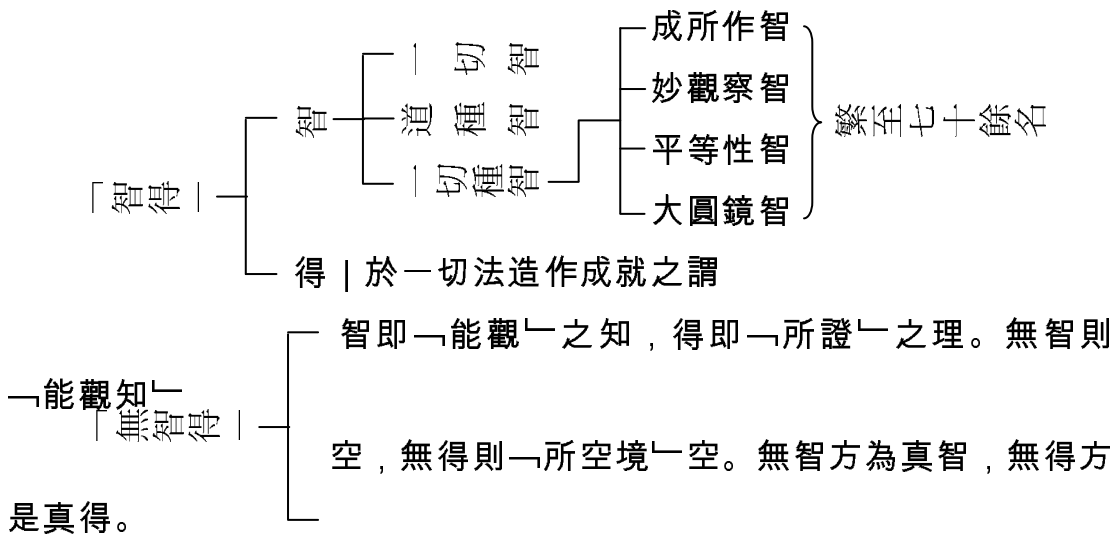 「智得」
智
一切智
道種智
一切種智
成所作智
妙觀察智
平等性智
大圓鏡智
繁至七十餘名
得｜於一切法造作成就之謂
「無智得」
智即﹁能觀﹂之知，得即﹁所證﹂之理。無智則
﹁能觀知﹂
空，無得則﹁所空境﹂空。無智方為真智，無得方
是真得。